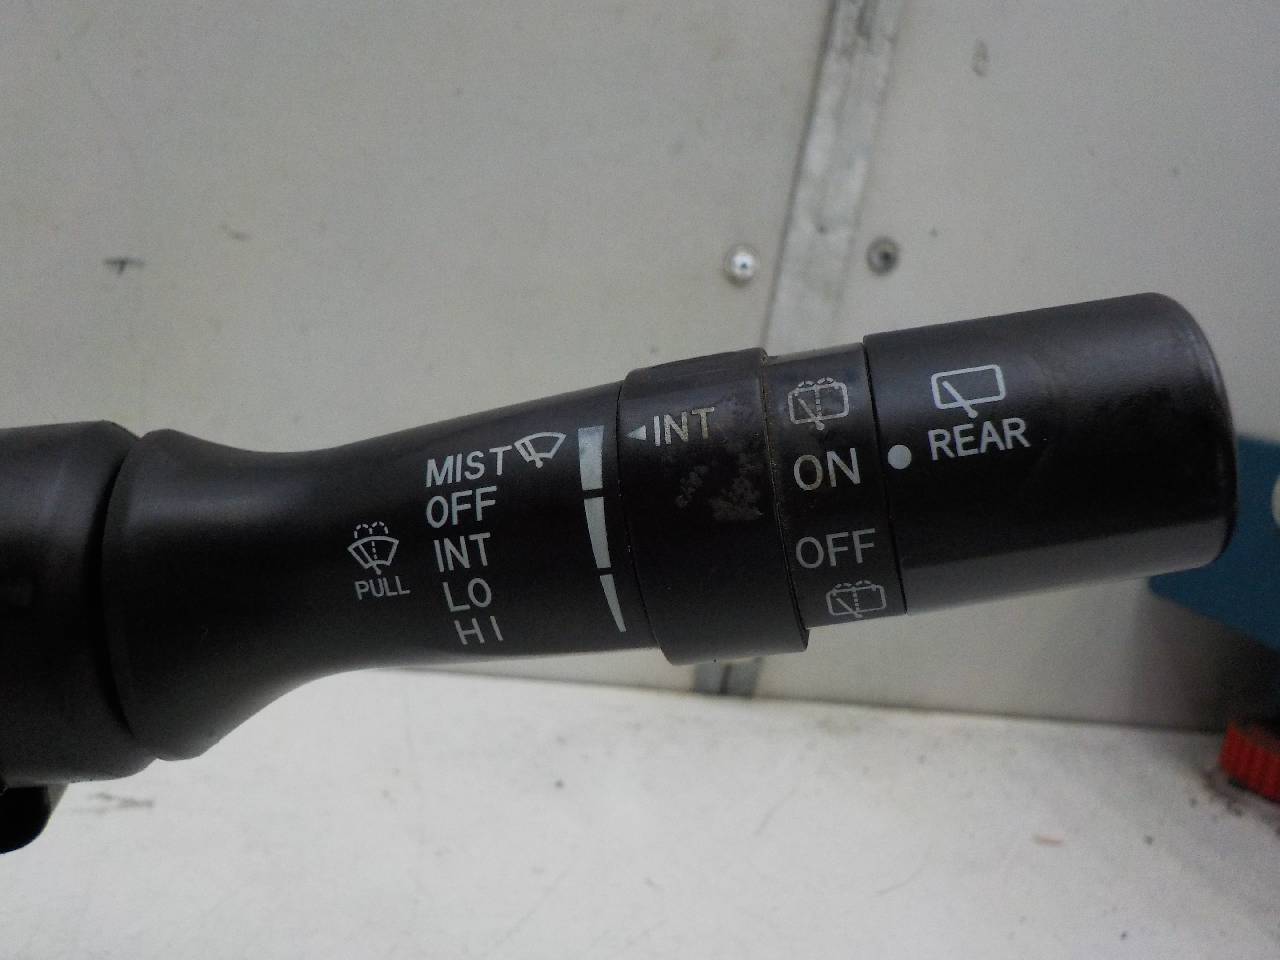 MIST
OFF
INT
LO
HI
PULL
INT
ON
OFF
REAR